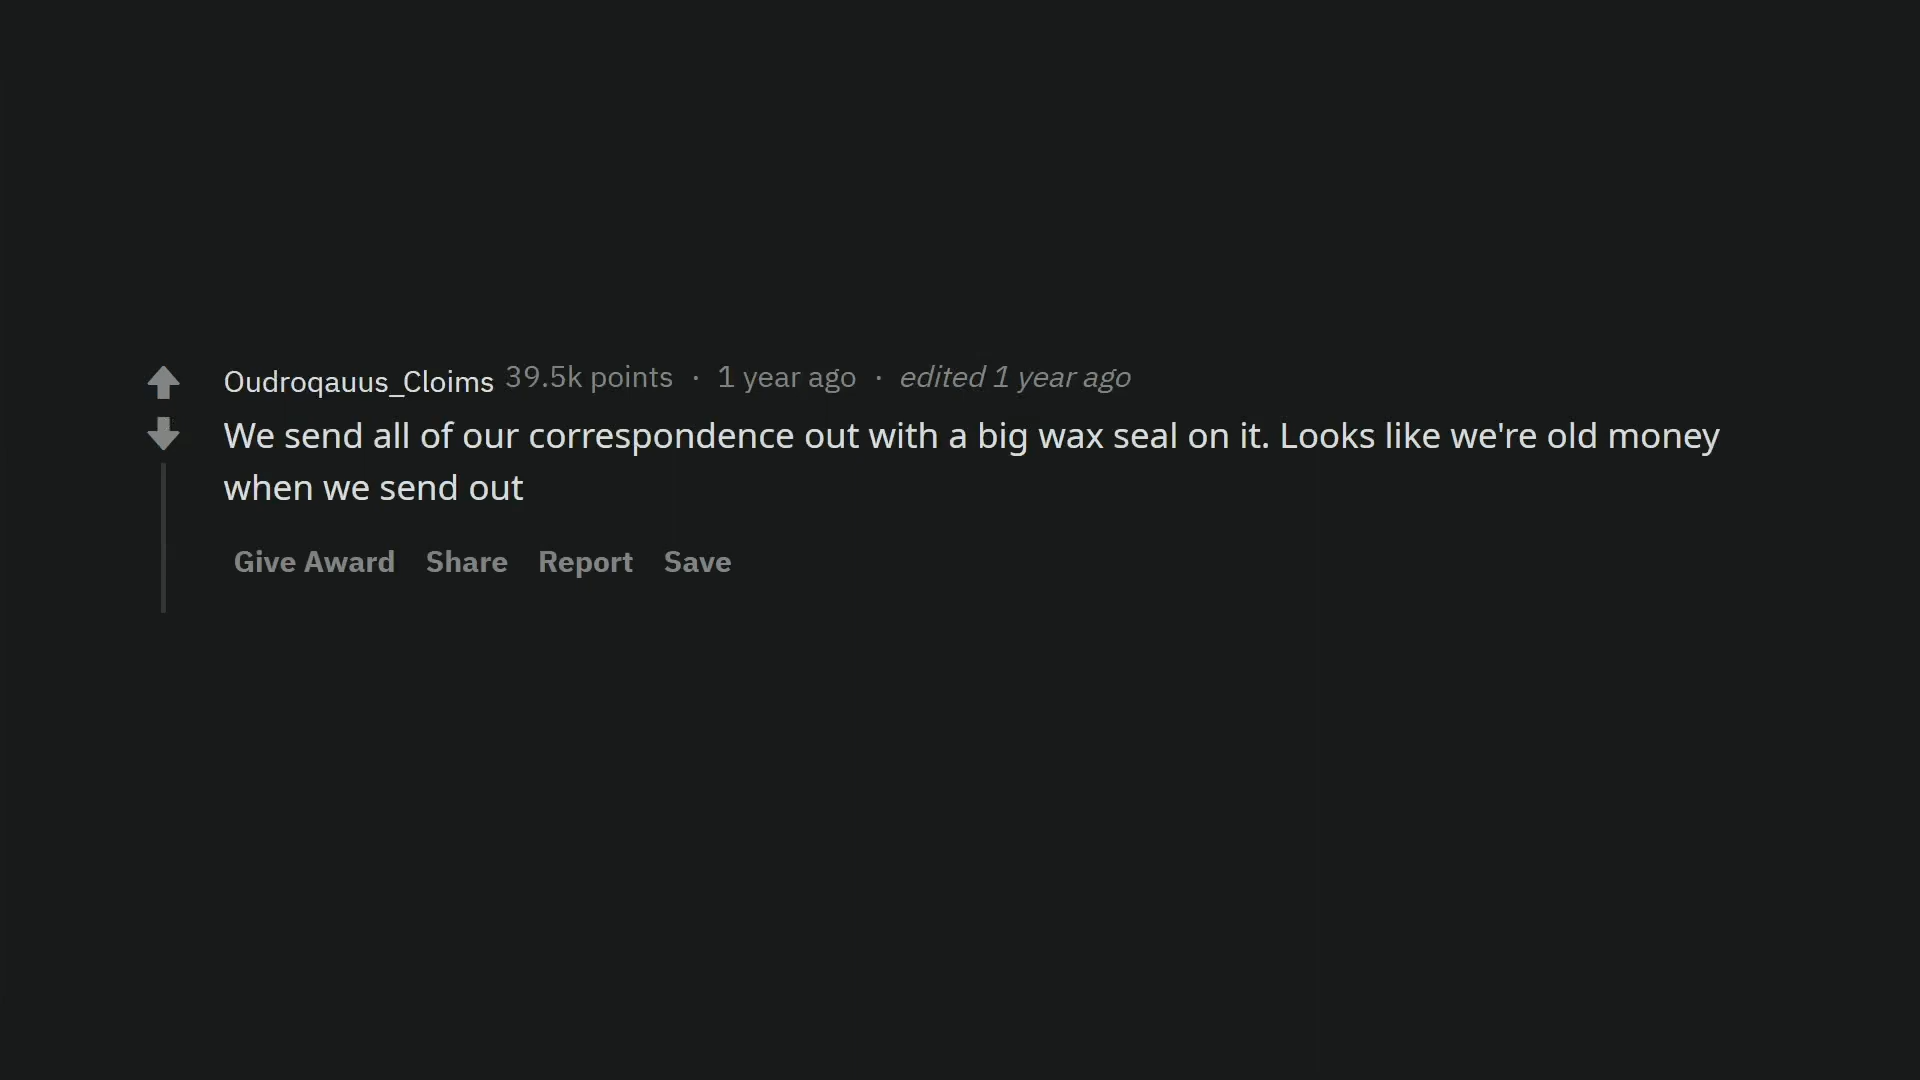 Oudroqauus_Cloims 39.5k points · 1 year ago · edited 1 year ago
We send all of our correspondence out with a big wax seal on it. Looks like we're old money
when we send out
Give Award Share Report Save